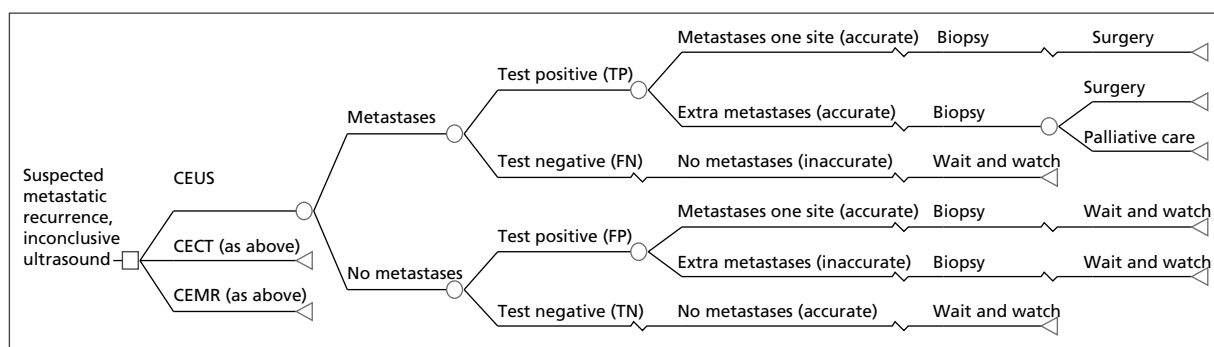 Suspected
metastatic
recurrence,
inconclusive
ultrasound
CEUS
CECT (as above)
CEMR (as above)
Metastases
No metastases
Test positive (TP)
Test negative (FN)
Test positive (FP)
Test negative (TN)
Metastases one site (accurate) Biopsy Surgery
Extra metastases (accurate) Biopsy
Surgery
Palliative care
No metastases (inaccurate) Wait and watch
Metastases one site (accurate) Biopsy Wait and watch
Extra metastases (inaccurate) Biopsy Wait and watch
No metastases (accurate) Wait and watch